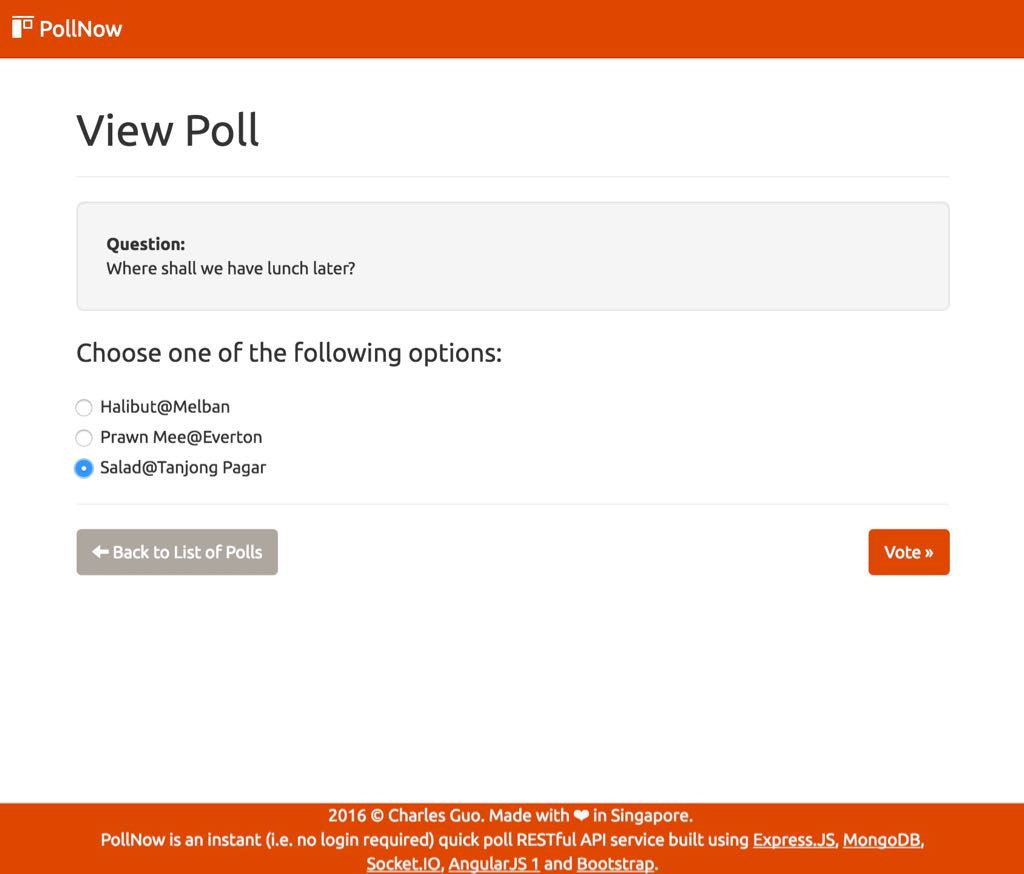 PollNow
View Poll
Question:
Where shall we have lunch later?
Choose one of the following options:
Halibut@Melban
Prawn Mee@Everton
Salad@Tanjong Pagar
Back to List of Polls
Vote »
2016 © Charles Guo. Made with ❤ in Singapore.
PollNow is an instant (i.e. no login required) quick poll RESTful API service built using Express.JS, MongoDB,
Socket.IO, AngularJS 1 and Bootstrap.